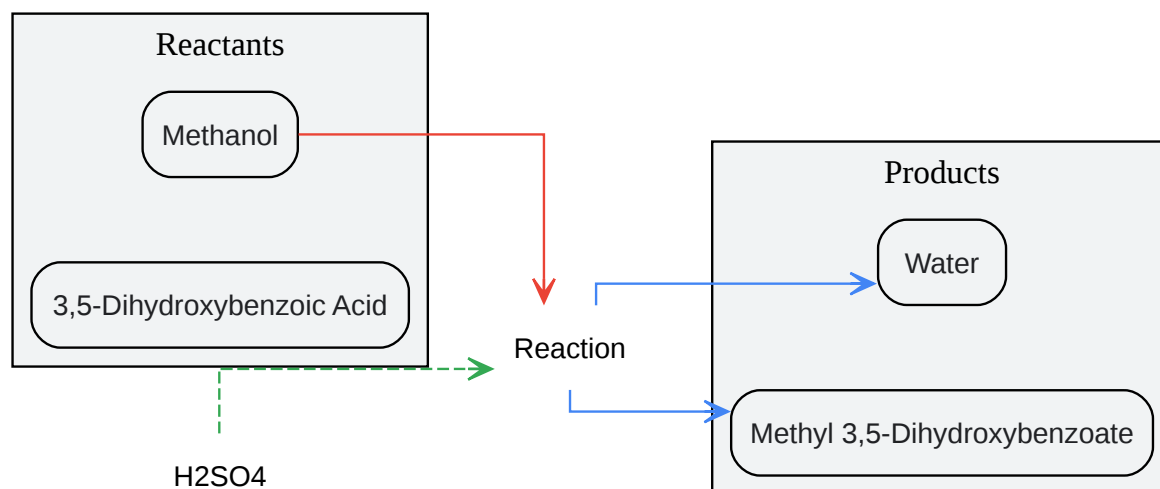 Reactants
Methanol
3,5-Dihydroxybenzoic Acid
H2SO4
Reaction
Products
Water
Methyl 3,5-Dihydroxybenzoate